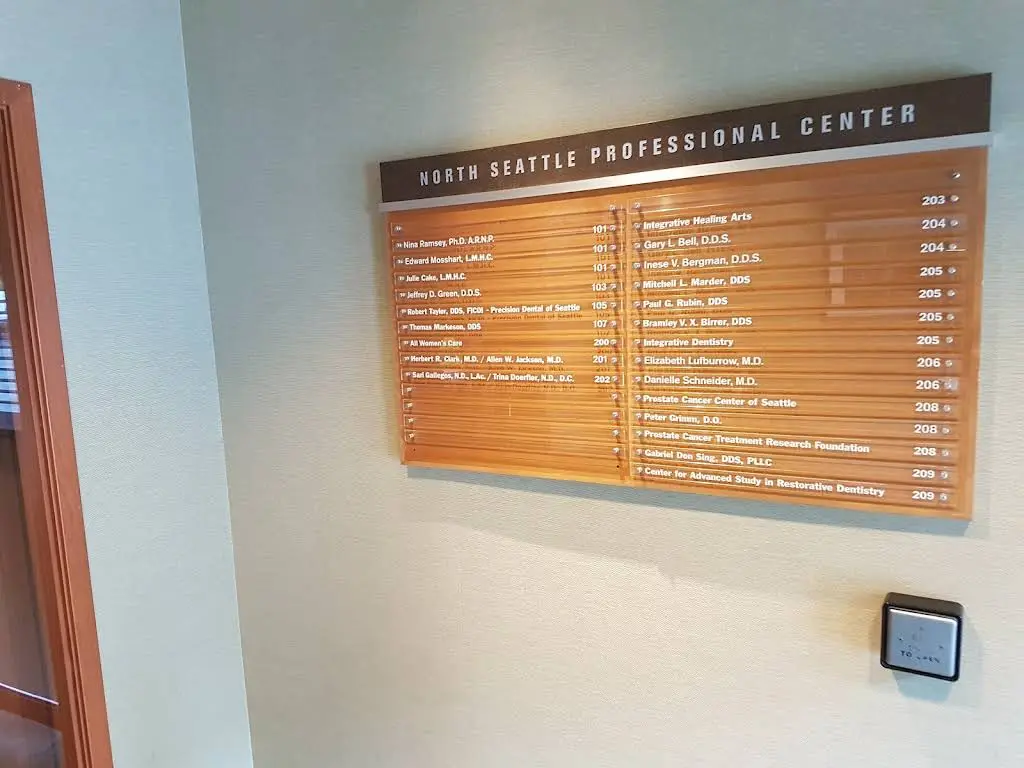 NORTH SEATTLE PROFESSIONAL CENTER
Nina Ramsey, Ph.D. A.R.N.P. 101
Edward Mosshart, L.M.H.C. 101
Julie Cake, L.M.H.C. 101
Jeffrey D. Green, D.D.S. 103
Robert Taylor, DDS, FICOI - Precision Dental of Seattle 105
Thomas Markeson, DDS 107
All Women's Care 200
Herbert R. Clark, M.D. / Allen W. Jackson, M.D. 201
Sari Gallegos, N.D., L.Ac. / Trina Doerfler, N.D., D.C. 202
Integrative Healing Arts 203
Gary L. Bell, D.D.S. 204
Inese V. Bergman, D.D.S. 204
Mitchell L. Marder, DDS 205
Paul G. Rubin, DDS 205
Bramley V. X. Birrer, DDS 205
Integrative Dentistry 205
Elizabeth Lufburrow, M.D. 206
Danielle Schneider, M.D. 206
Prostate Cancer Center of Seattle 208
Peter Grimm, D.O. 208
Prostate Cancer Treatment Research Foundation 208
Gabriel Don Sing, DDS, PLLC 209
Center for Advanced Study in Restorative Dentistry 209
TO OPEN